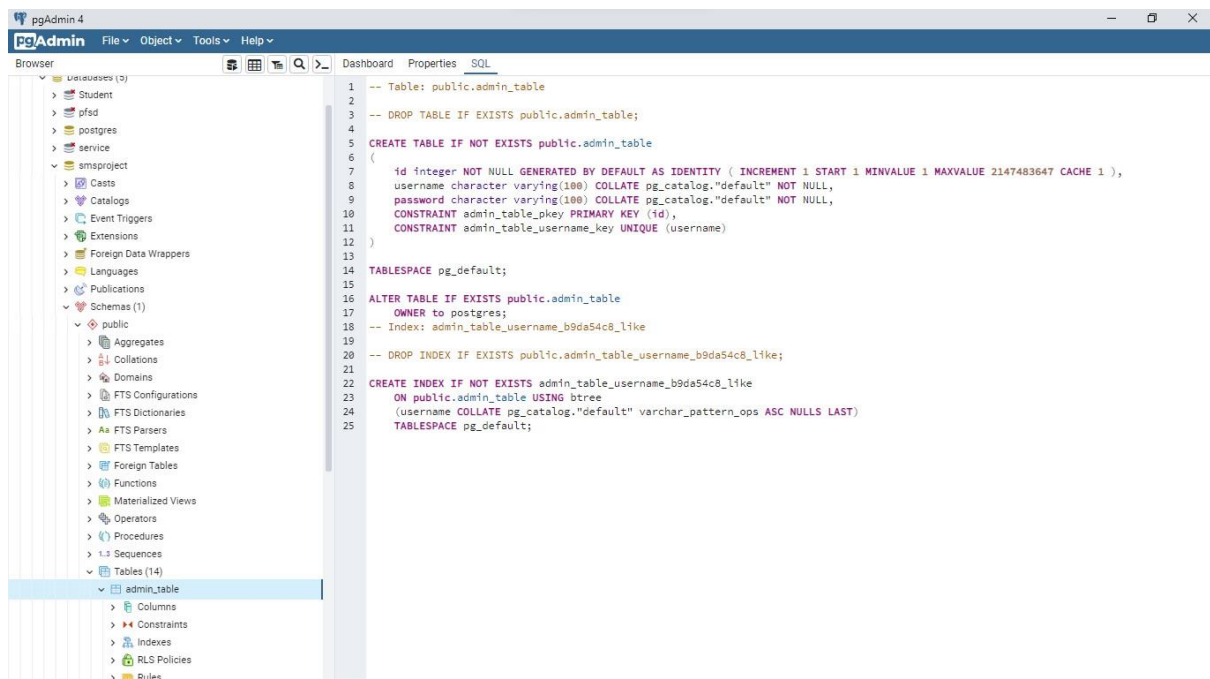 pgAdmin 4
pgAdmin File Object Tools Help
Browser
Dashboard Properties SQL
Databases (5)
Student
pfsd
postgres
service
smsproject
Casts
Catalogs
Event Triggers
Extensions
Foreign Data Wrappers
Languages
Publications
Schemas (1)
public
Aggregates
Collations
Domains
FTS Configurations
FTS Dictionaries
Aa FTS Parsers
FTS Templates
Foreign Tables
Functions
Materialized Views
Operators
Procedures
1..3 Sequences
Tables (14)
admin_table
Columns
Constraints
Indexes
RLS Policies
Rules
1 -- Table: public.admin_table
2
3 -- DROP TABLE IF EXISTS public.admin_table;
4
5 CREATE TABLE IF NOT EXISTS public.admin_table
6 (
7 id integer NOT NULL GENERATED BY DEFAULT AS IDENTITY ( INCREMENT 1 START 1 MINVALUE 1 MAXVALUE 2147483647 CACHE 1 ),
8 username character varying(100) COLLATE pg_catalog."default" NOT NULL,
9 password character varying(100) COLLATE pg_catalog."default" NOT NULL,
10 CONSTRAINT admin_table_pkey PRIMARY KEY (id),
11 CONSTRAINT admin_table_username_key UNIQUE (username)
12 )
13
14 TABLESPACE pg_default;
15
16 ALTER TABLE IF EXISTS public.admin_table
17 OWNER to postgres;
18 -- Index: admin_table_username_b9da54c8_like
19
20 -- DROP INDEX IF EXISTS public.admin_table_username_b9da54c8_like;
21
22 CREATE INDEX IF NOT EXISTS admin_table_username_b9da54c8_like
23 ON public.admin_table USING btree
24 (username COLLATE pg_catalog."default" varchar_pattern_ops ASC NULLS LAST)
25 TABLESPACE pg_default;